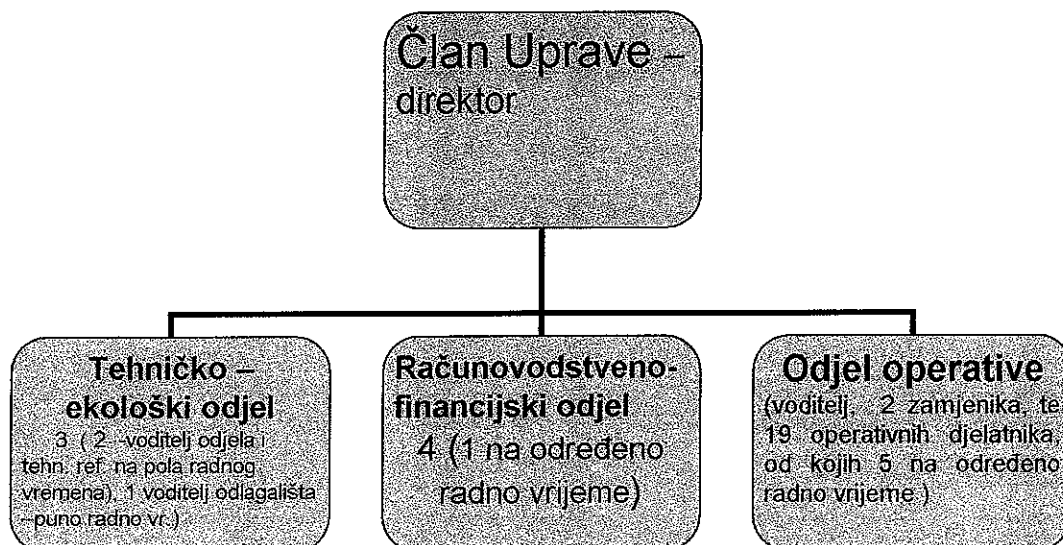 Član Uprave –
direktor
Tehničko –
ekološki odjel
3 ( 2 –voditelj odjela i
tehn. ref. na pola radnog
vremena), 1 voditelj odlagališta
–puno radno vr.)
Računovodstveno-
financijski odjel
4 (1 na određeno
radno vrijeme)
Odjel operative
(voditelj, 2 zamjenika, te
19 operativnih djelatnika,
od kojih 5 na određeno
radno vrijeme.)